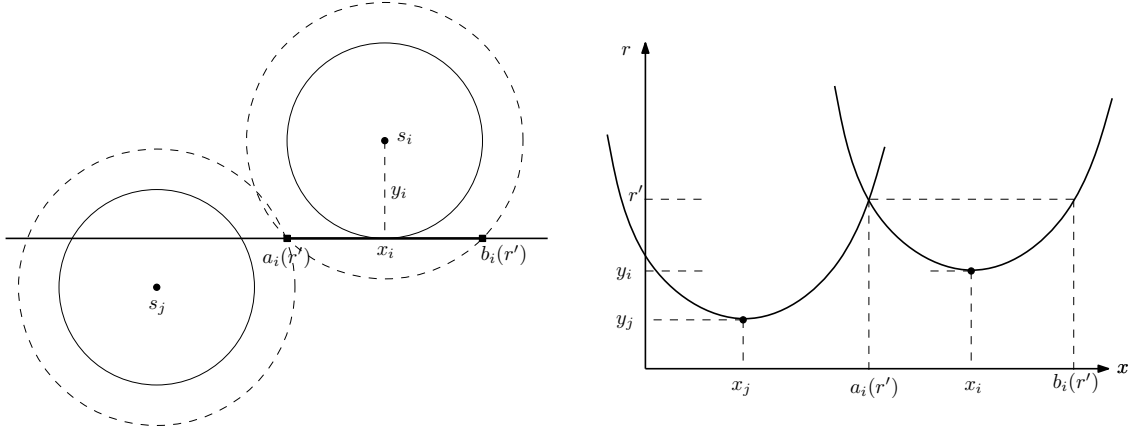 s_i
y_i
a_i(r')
x_i
b_i(r')
s_j
r
r'
y_i
y_j
x_j
a_i(r')
x_i
b_i(r')
x